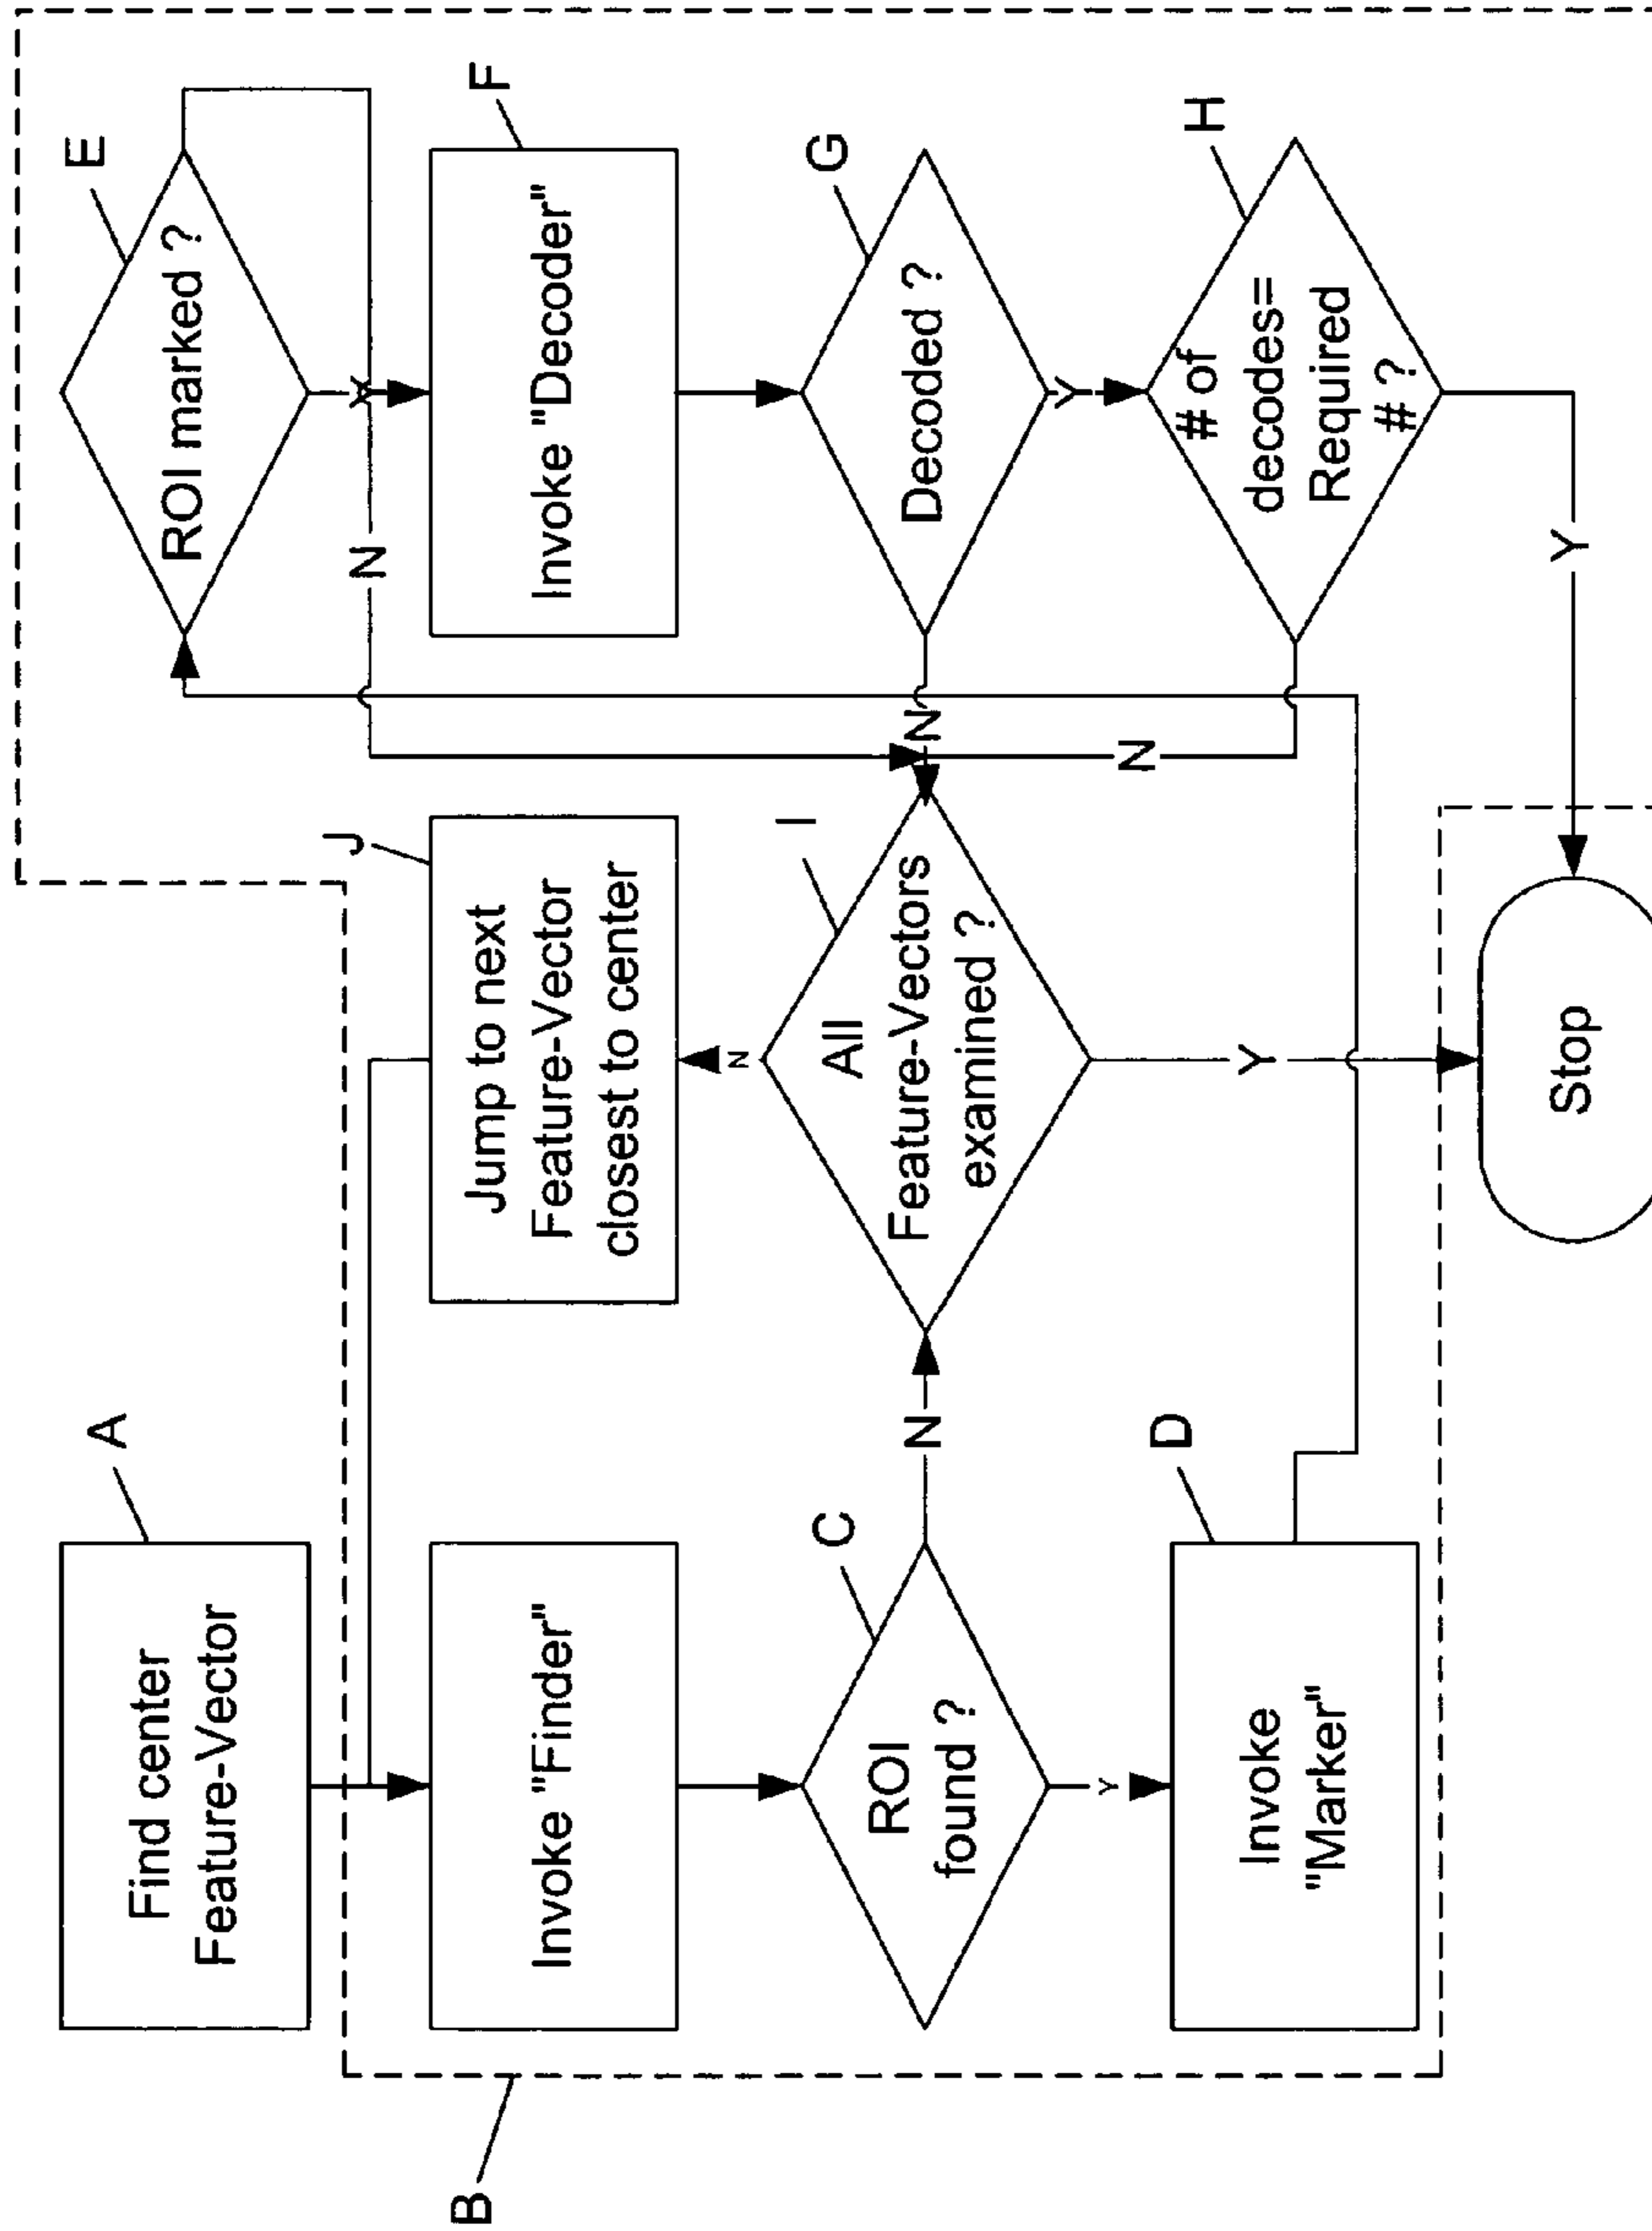 A
Find center
Feature-Vector
B
Invoke "Finder"
C
ROI
found ?
N
Y
D
Invoke
"Marker"
J
Jump to next
Feature-Vector
closest to center
N
I
All
Feature-Vectors
examined ?
Y
Stop
E
ROI marked ?
N
F
Invoke "Decoder"
G
Decoded ?
N
Y
H
# of
decodes=
Required
# ?
N
Y